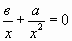 в/x + a/x² = 0